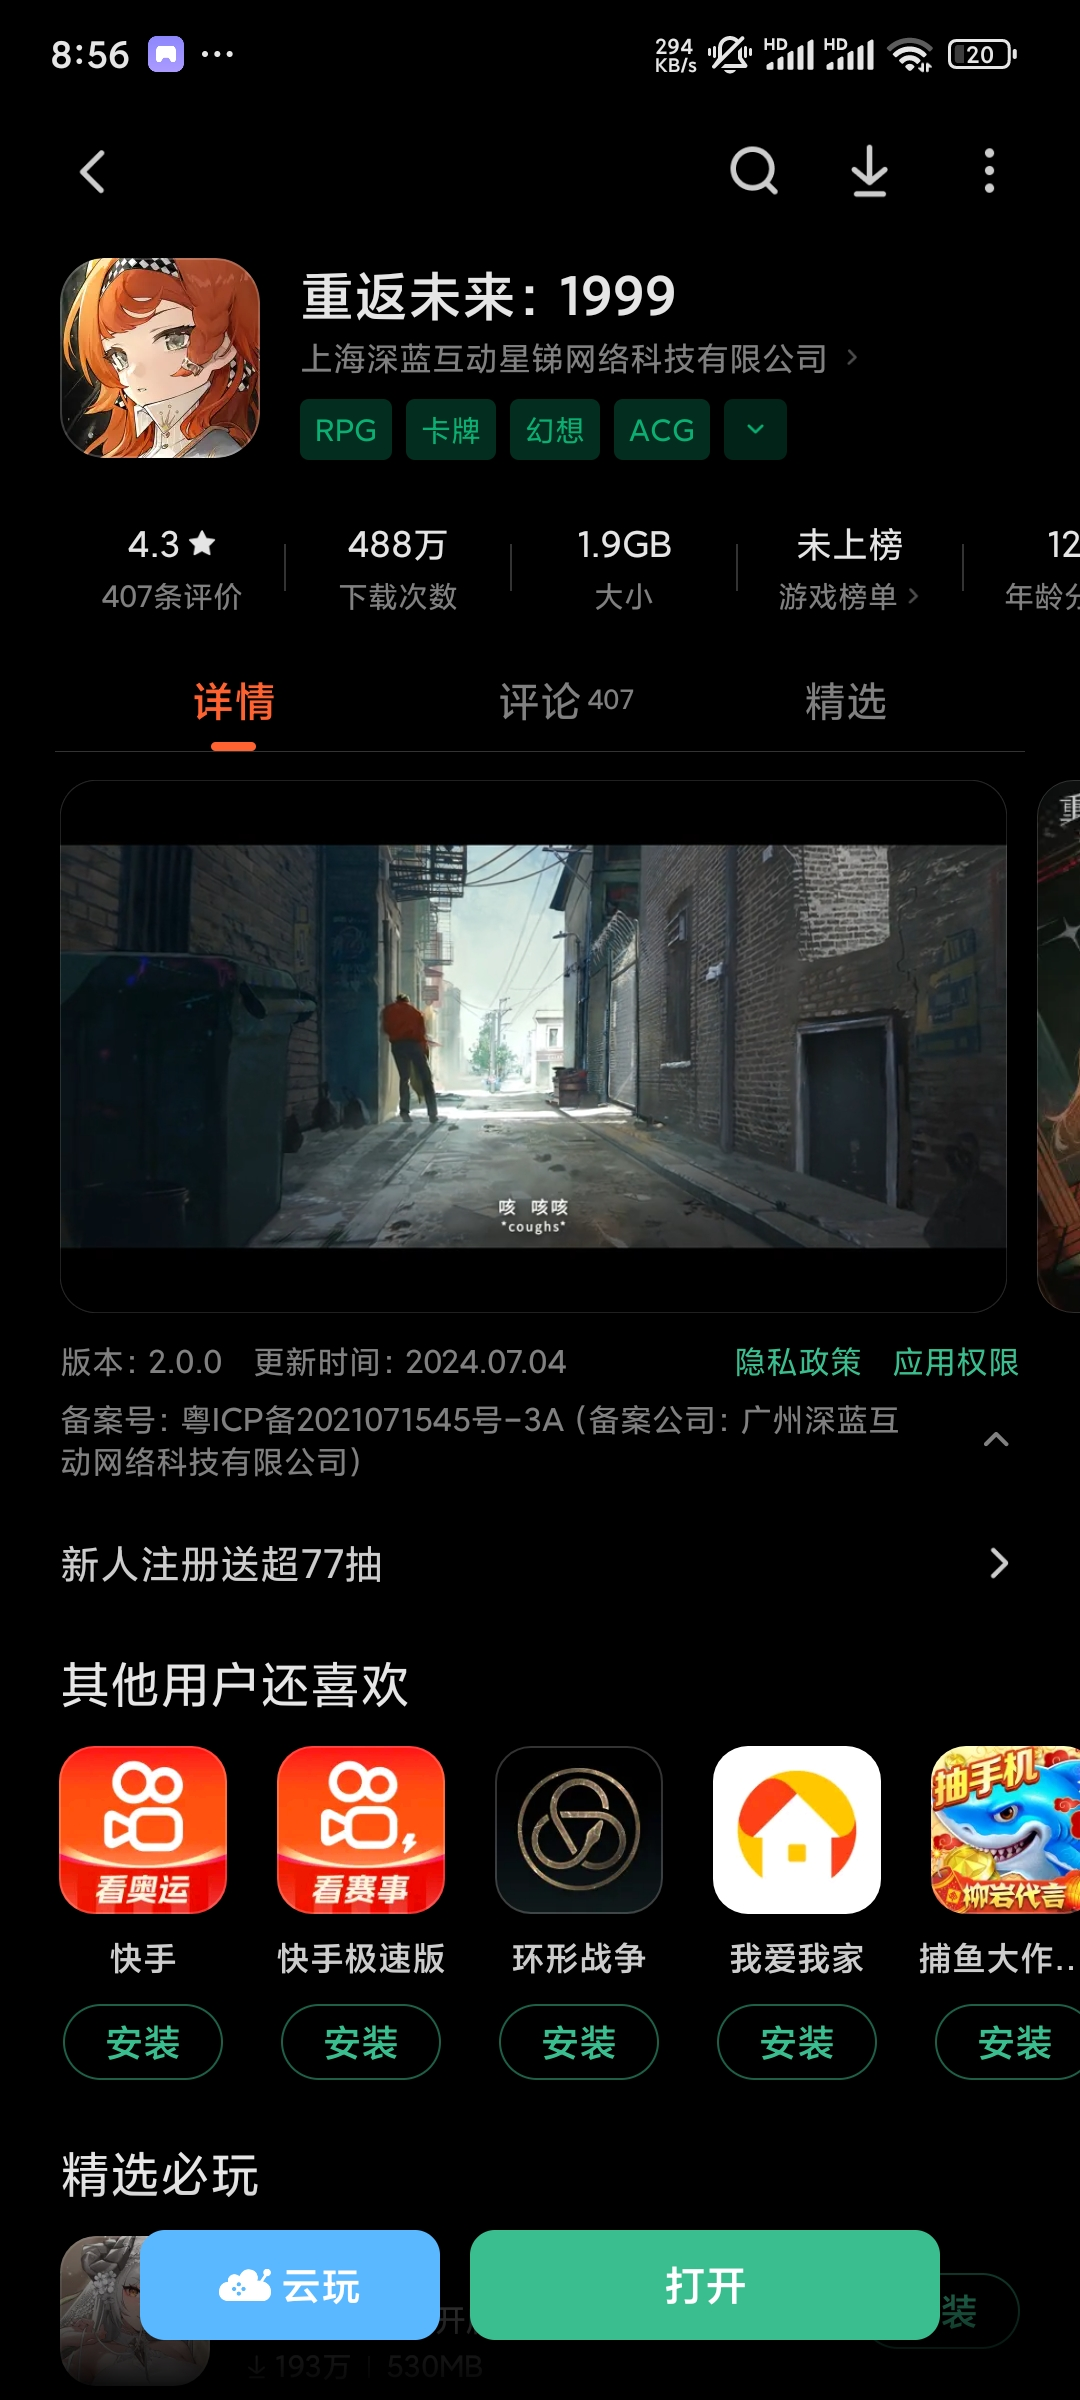 8:56
294 KB/s HD HD 20
重返未来：1999
上海深蓝互动星锑网络科技有限公司
RPG 卡牌 幻想 ACG
4.3 488万 1.9GB 未上榜 12
407条评价 下载次数 大小 游戏榜单 年龄分
详情 评论 407 精选
咳 咳咳
*coughs*
版本：2.0.0 更新时间：2024.07.04 隐私政策 应用权限
备案号：粤ICP备2021071545号-3A（备案公司：广州深蓝互
动网络科技有限公司）
新人注册送超77抽
其他用户还喜欢
看奥运 看赛事 抽手机 柳岩代言
快手 快手极速版 环形战争 我爱我家 捕鱼大作...
安装 安装 安装 安装 安装
精选必玩
云玩 打开 装
193万 | 530MB